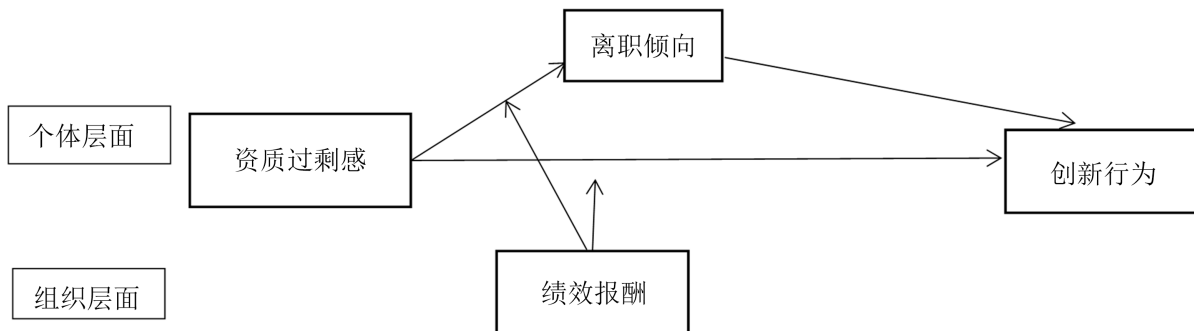 离职倾向
个体层面
资质过剩感
创新行为
组织层面
绩效报酬